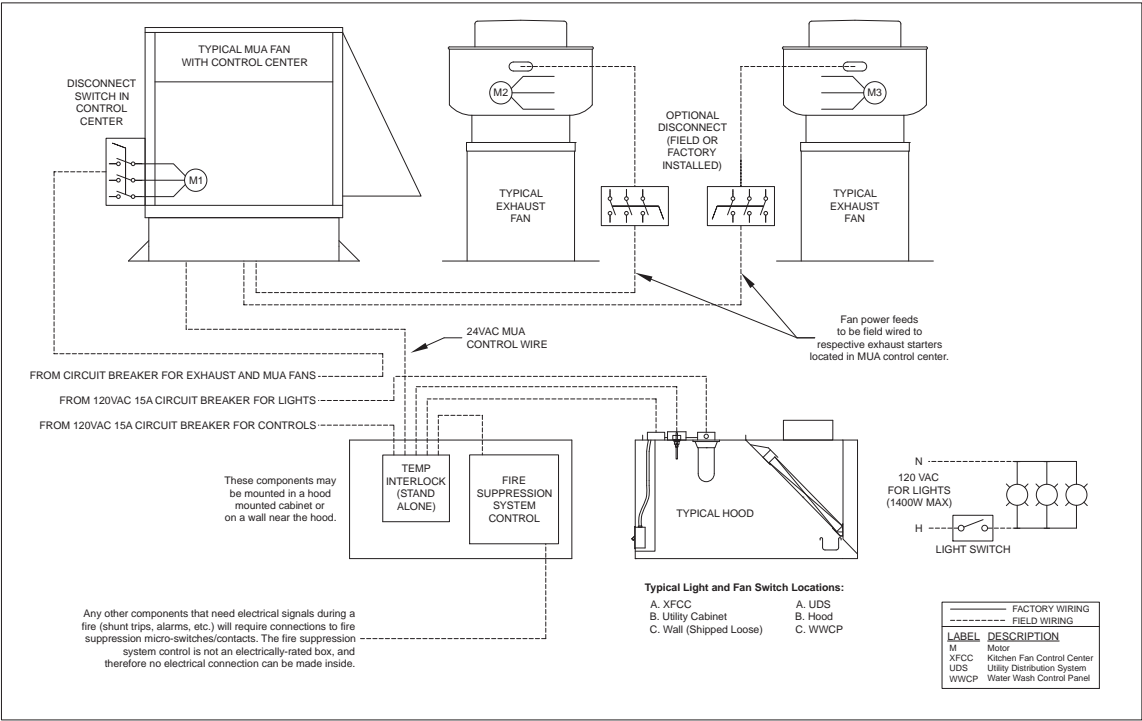 TYPICAL MUA FAN
WITH CONTROL CENTER
DISCONNECT
SWITCH IN
CONTROL
CENTER
M1
M2
TYPICAL
EXHAUST
FAN
OPTIONAL
DISCONNECT
(FIELD OR
FACTORY
INSTALLED)
M3
TYPICAL
EXHAUST
FAN
24VAC MUA
CONTROL WIRE
Fan power feeds
to be field wired to
respective exhaust starters
located in MUA control center.
FROM CIRCUIT BREAKER FOR EXHAUST AND MUA FANS
FROM 120VAC 15A CIRCUIT BREAKER FOR LIGHTS
FROM 120VAC 15A CIRCUIT BREAKER FOR CONTROLS
These components may
be mounted in a hood
mounted cabinet or
on a wall near the hood.
TEMP
INTERLOCK
(STAND
ALONE)
FIRE
SUPPRESSION
SYSTEM
CONTROL
TYPICAL HOOD
N
120 VAC
FOR LIGHTS
(1400W MAX)
H
LIGHT SWITCH
Typical Light and Fan Switch Locations:
A. XFCC
B. Utility Cabinet
C. Wall (Shipped Loose)
A. UDS
B. Hood
C. WWCP
Any other components that need electrical signals during a
fire (shunt trips, alarms, etc.) will require connections to fire
suppression micro-switches/contacts. The fire suppression
system control is not an electrically-rated box, and
therefore no electrical connection can be made inside.
FACTORY WIRING
FIELD WIRING
LABEL DESCRIPTION
M Motor
XFCC Kitchen Fan Control Center
UDS Utility Distribution System
WWCP Water Wash Control Panel